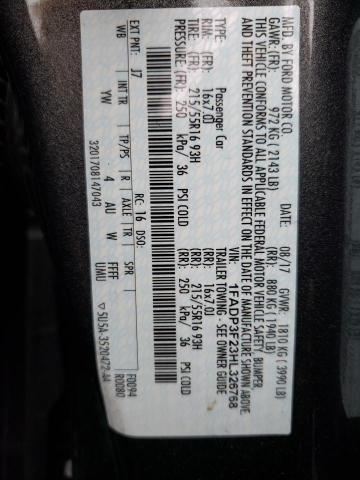 MFD. BY FORD MOTOR CO.
DATE: 08/17 GVWR: 1810 KG (3990 LB)
GAWR: (FR) 972 KG (2143 LB) (RR) 880 KG (1940 LB)
THIS VEHICLE CONFORMS TO ALL APPLICABLE FEDERAL MOTOR VEHICLE SAFETY, BUMPER,
AND THEFT PREVENTION STANDARDS IN EFFECT ON THE DATE OF MANUFACTURE SHOWN ABOVE.
VIN: 1FADP3F23HL326768
TYPE: Passenger Car TRAILER TOWING - SEE OWNER GUIDE
RIM: (FR) 16x7.0J (RR) 16x7.0J
TIRE: (FR) 215/55R16 93H (RR) 215/55R16 93H
PRESSURE: (FR) 250 kPa/ 36 PSI COLD (RR) 250 kPa/ 36 PSI COLD
EXT PNT: J7 RC: 16 DSO: F0094
R0080
WB INT TR TP/PS R AXLE TR SPR
YW 4 AU W FFFF UMU
3201708147043 5U5A-3520472-AA